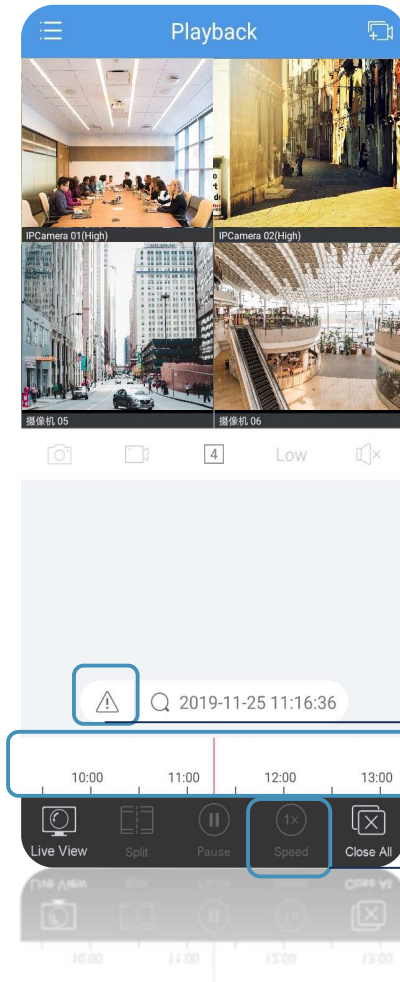 Playback
IPCamera 01(High)
IPCamera 02(High)
摄像机 05
摄像机 06
4
Low
2019-11-25 11:16:36
10:00
11:00
12:00
13:00
1×
Live View
Split
Pause
Speed
Close All